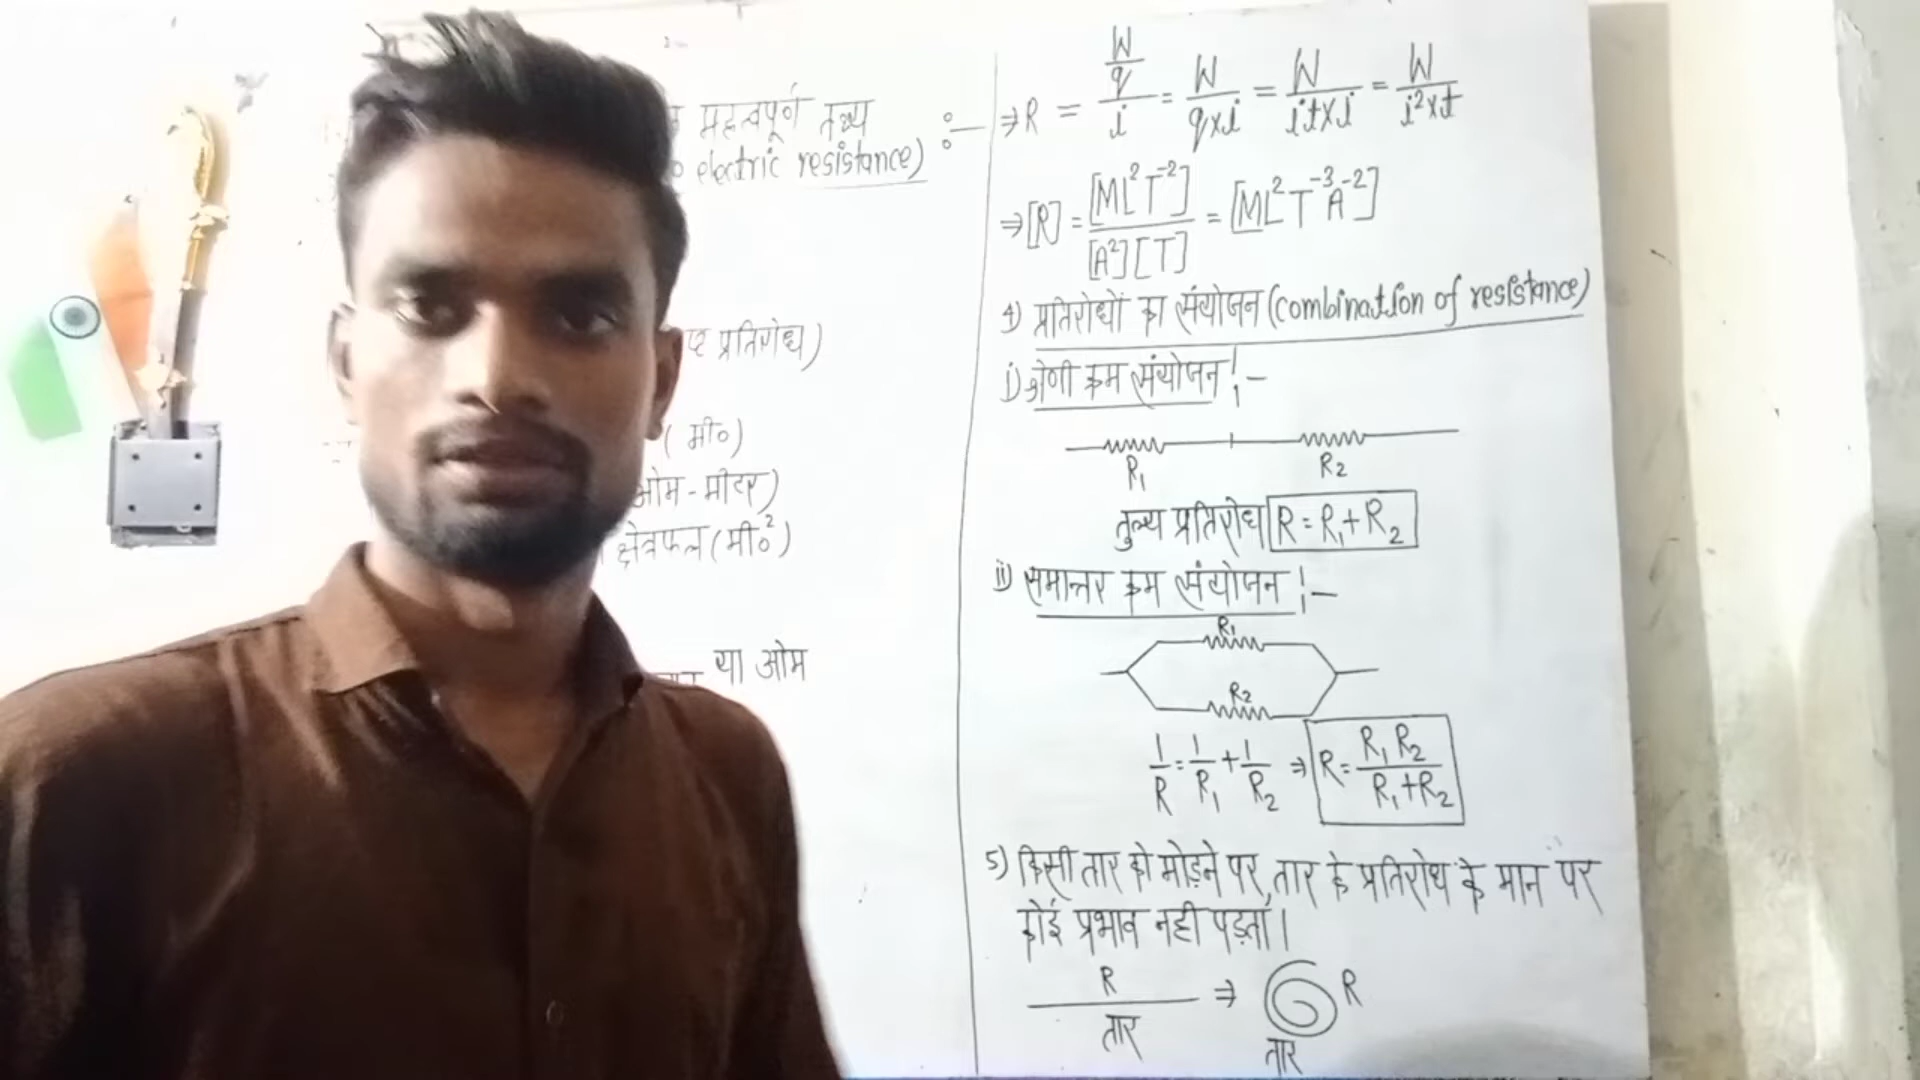 महत्वपूर्ण तथ्य
electric resistance) :-
प्रतिरोध)
( मी०)
ओम - मीटर)
क्षेत्रफल (मी०²)
या ओम
⇒ R = W/q / i = W/q×i = W/it×i = W/i²×t
⇒ [R] = [ML²T⁻²] / [A²][T] = [ML²T⁻³A⁻²]
4) प्रतिरोधों का संयोजन (combination of resistance)
i) श्रेणी क्रम संयोजन :-
R₁ R₂
तुल्य प्रतिरोध R = R₁ + R₂
ii) समान्तर क्रम संयोजन :-
R₁
R₂
1/R = 1/R₁ + 1/R₂ ⇒ R = R₁ R₂ / R₁+R₂
5) किसी तार को मोड़ने पर, तार के प्रतिरोध के मान पर
कोई प्रभाव नही पड़ता।
R ⇒ R
तार तार